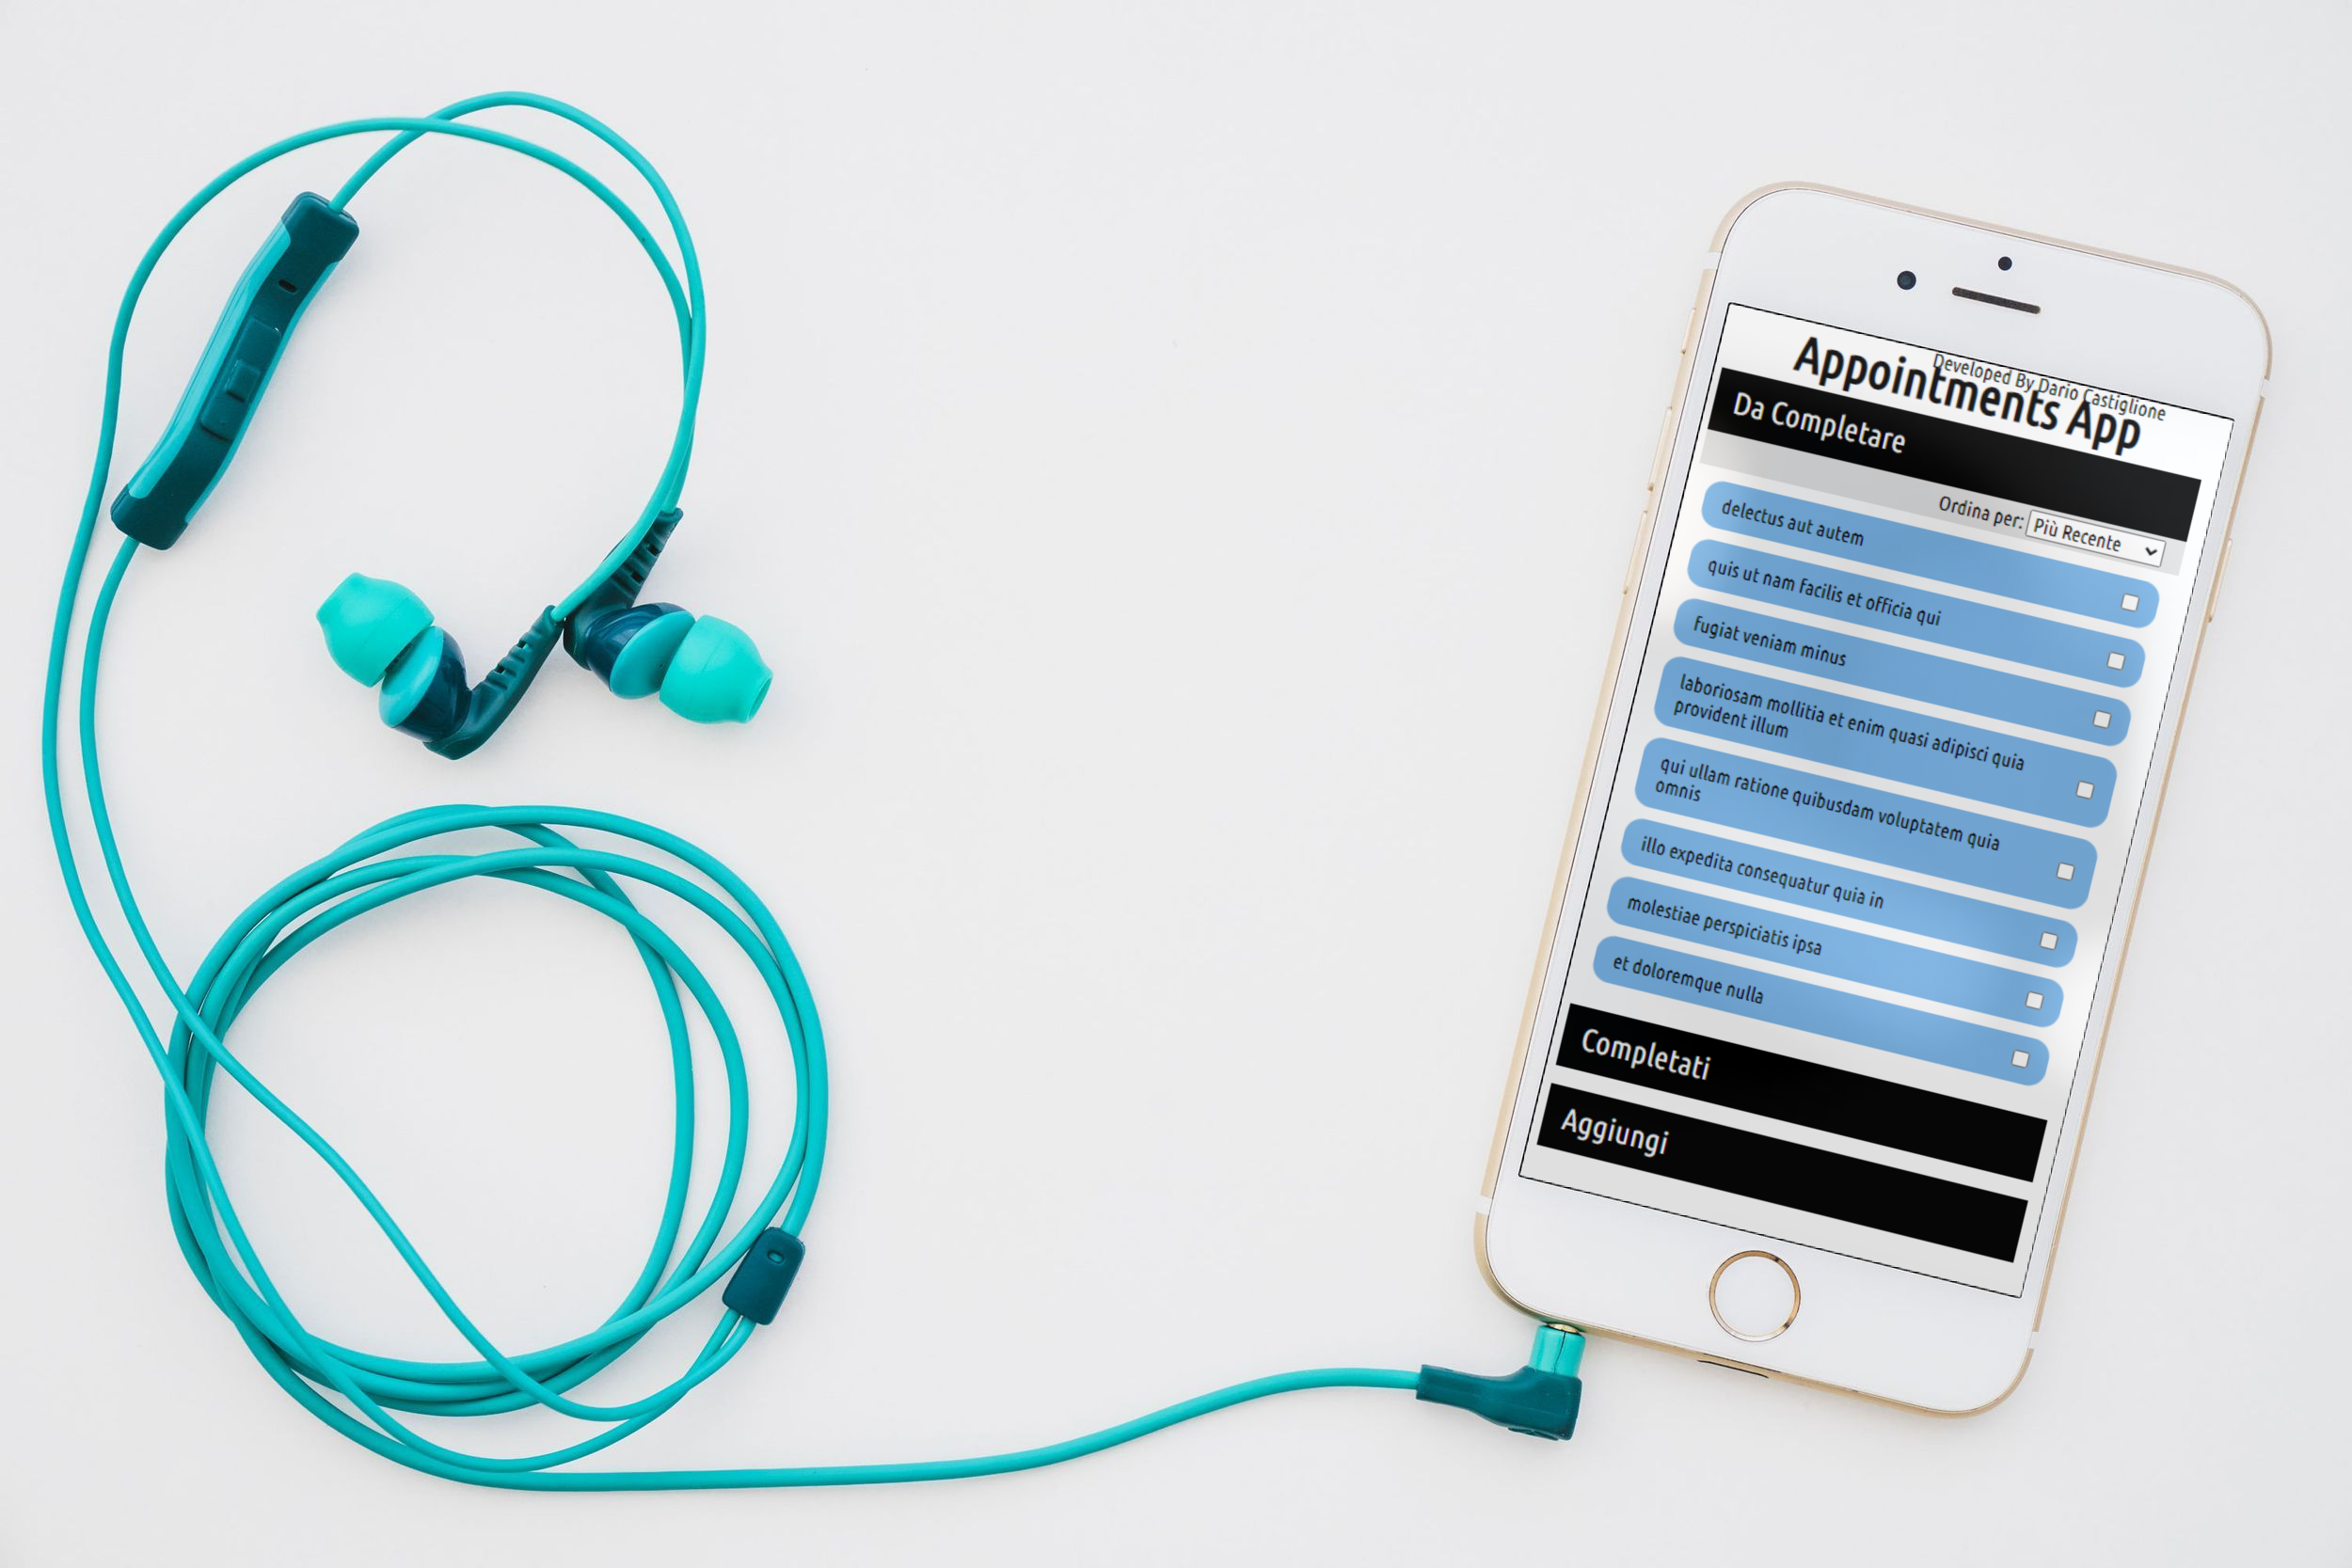 Developed By Dario Castiglione
Appointments App
Da Completare
Ordina per: Più Recente
delectus aut autem
quis ut nam facilis et officia qui
fugiat veniam minus
laboriosam mollitia et enim quasi adipisci quia
provident illum
qui ullam ratione quibusdam voluptatem quia
omnis
illo expedita consequatur quia in
molestiae perspiciatis ipsa
et doloremque nulla
Completati
Aggiungi